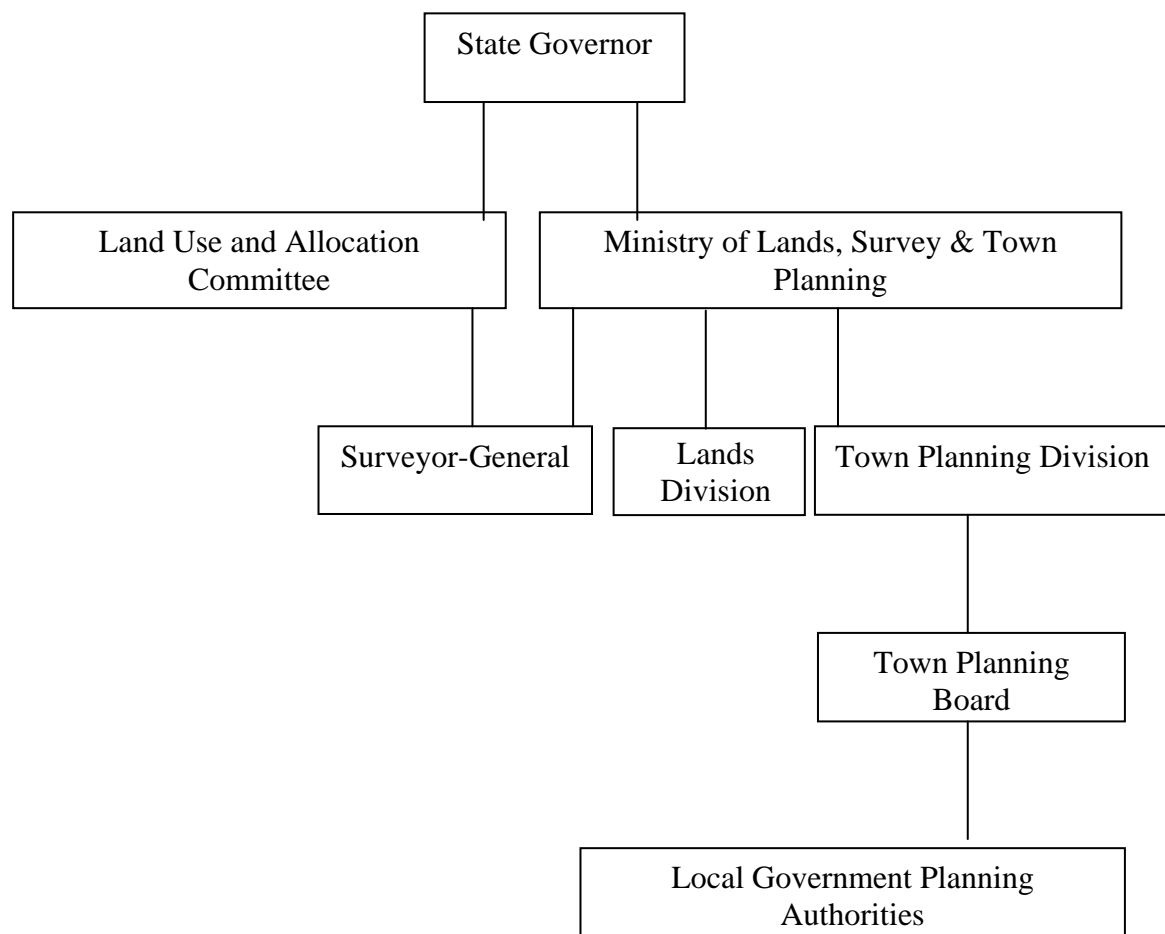 State Governor
Land Use and Allocation
Committee
Ministry of Lands, Survey & Town
Planning
Surveyor-General
Lands
Division
Town Planning Division
Town Planning
Board
Local Government Planning
Authorities